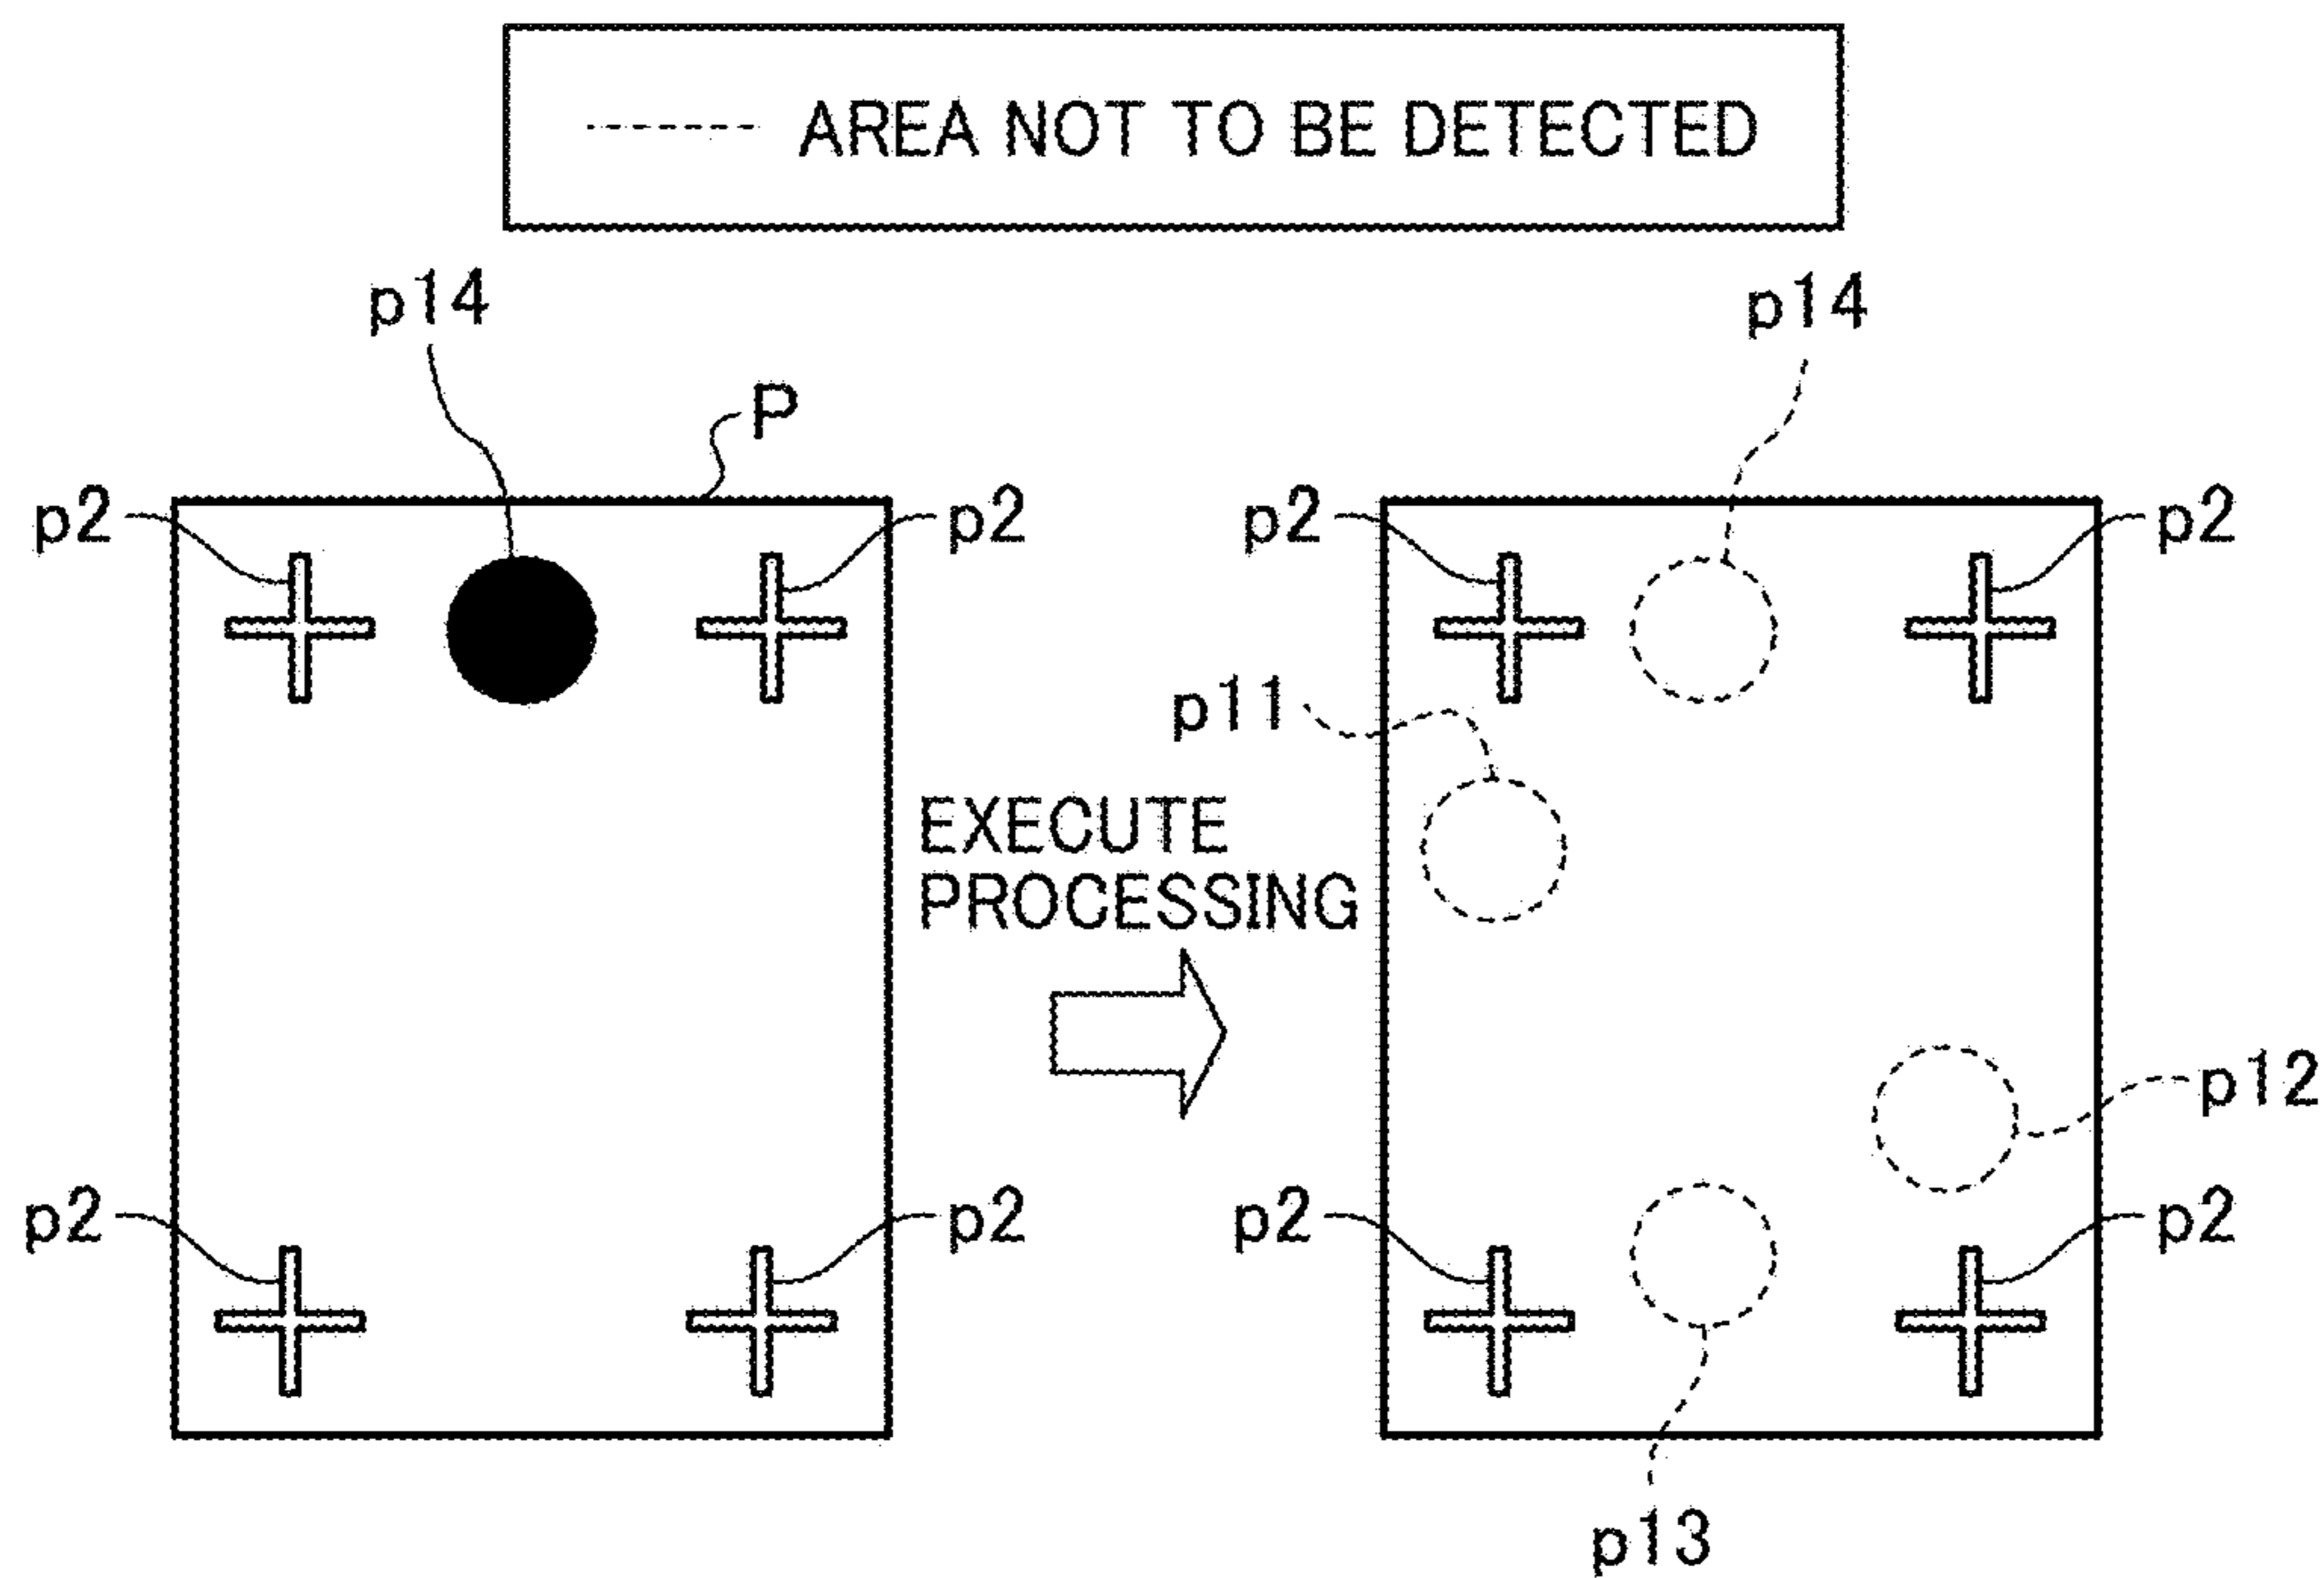 AREA NOT TO BE DETECTED
p14
p14
P
p2
p2
p2
p2
p11
EXECUTE
PROCESSING
p12
p2
p2
p2
p2
p13